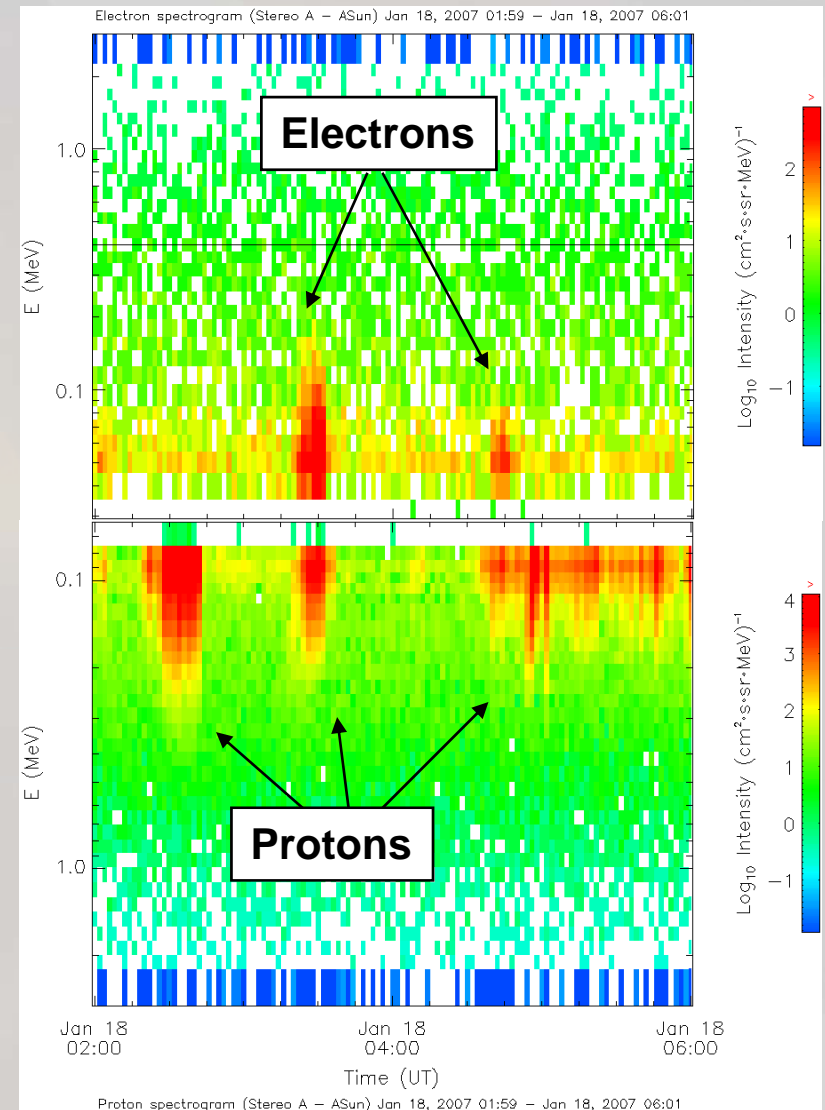 Electron spectrogram (Stereo A – ASun) Jan 18, 2007 01:59 – Jan 18, 2007 06:01
Electrons
1.0
0.1
E (MeV)
>
2
1
0
−1
Log₁₀ Intensity (cm²·s·sr·MeV)⁻¹
0.1
1.0
E (MeV)
Protons
>
4
3
2
1
0
−1
Log₁₀ Intensity (cm²·s·sr·MeV)⁻¹
Jan 18
02:00
Jan 18
04:00
Jan 18
06:00
Time (UT)
Proton spectrogram (Stereo A – ASun) Jan 18, 2007 01:59 – Jan 18, 2007 06:01